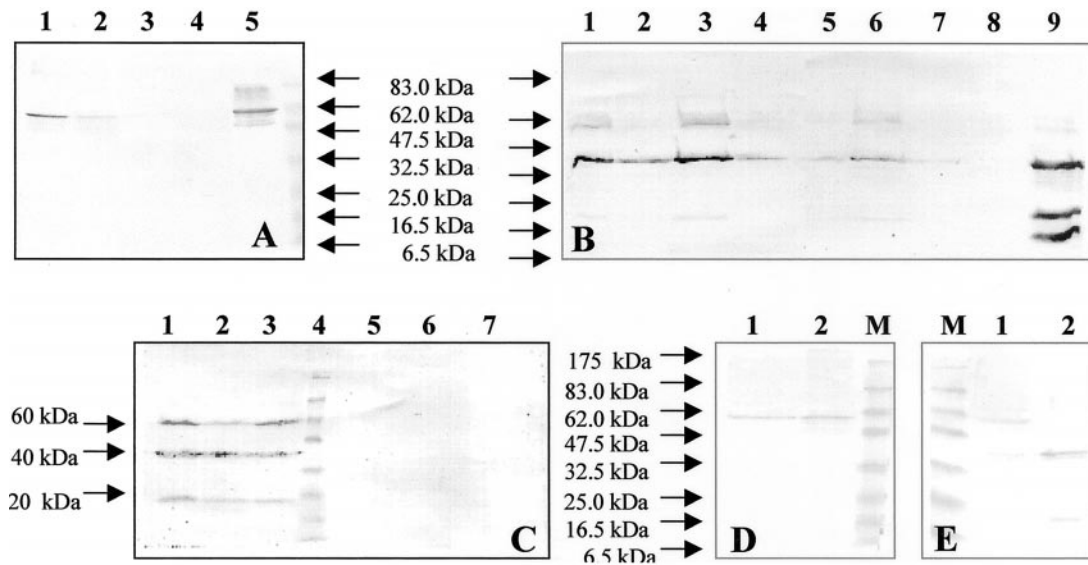 1 2 3 4 5
1 2 3 4 5 6 7 8 9
83.0 kDa
62.0 kDa
47.5 kDa
32.5 kDa
25.0 kDa
16.5 kDa
6.5 kDa
A
B
1 2 3 4 5 6 7
60 kDa
40 kDa
20 kDa
C
175 kDa
83.0 kDa
62.0 kDa
47.5 kDa
32.5 kDa
25.0 kDa
16.5 kDa
6.5 kDa
1 2 M
D
M 1 2
E